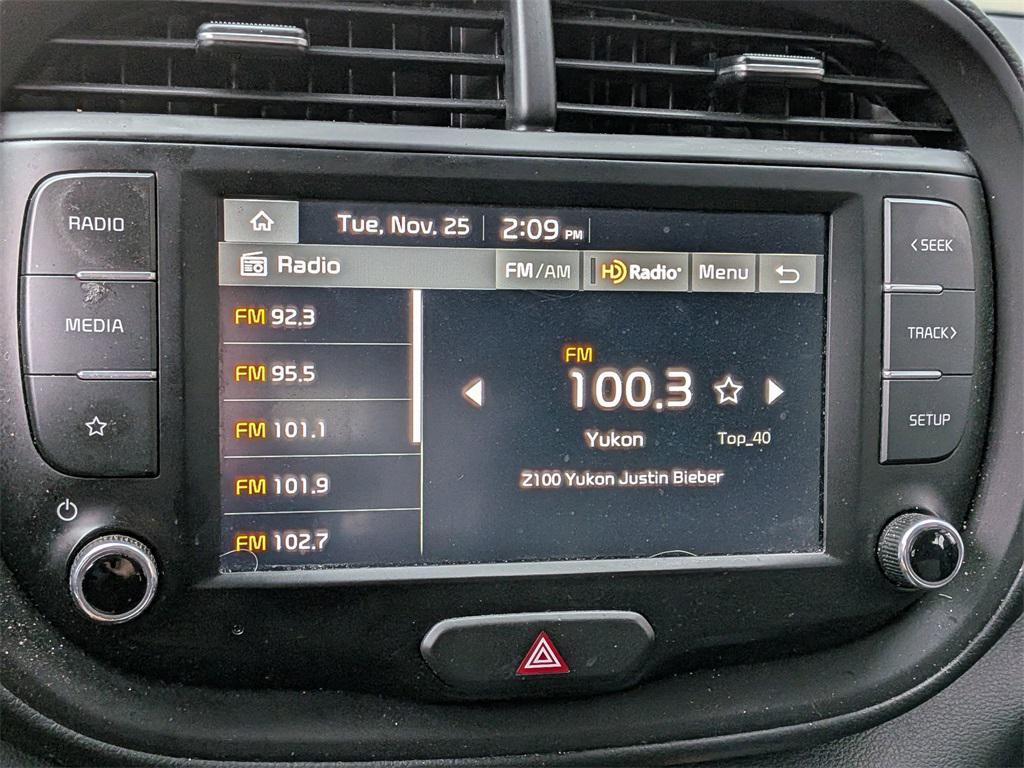 RADIO
MEDIA
Tue, Nov. 25 2:09 PM
Radio FM/AM HD Radio® Menu
FM 92.3
FM 95.5
FM 101.1
FM 101.9
FM 102.7
FM
100.3
Yukon Top_40
Z100 Yukon Justin Bieber
<SEEK
TRACK>
SETUP